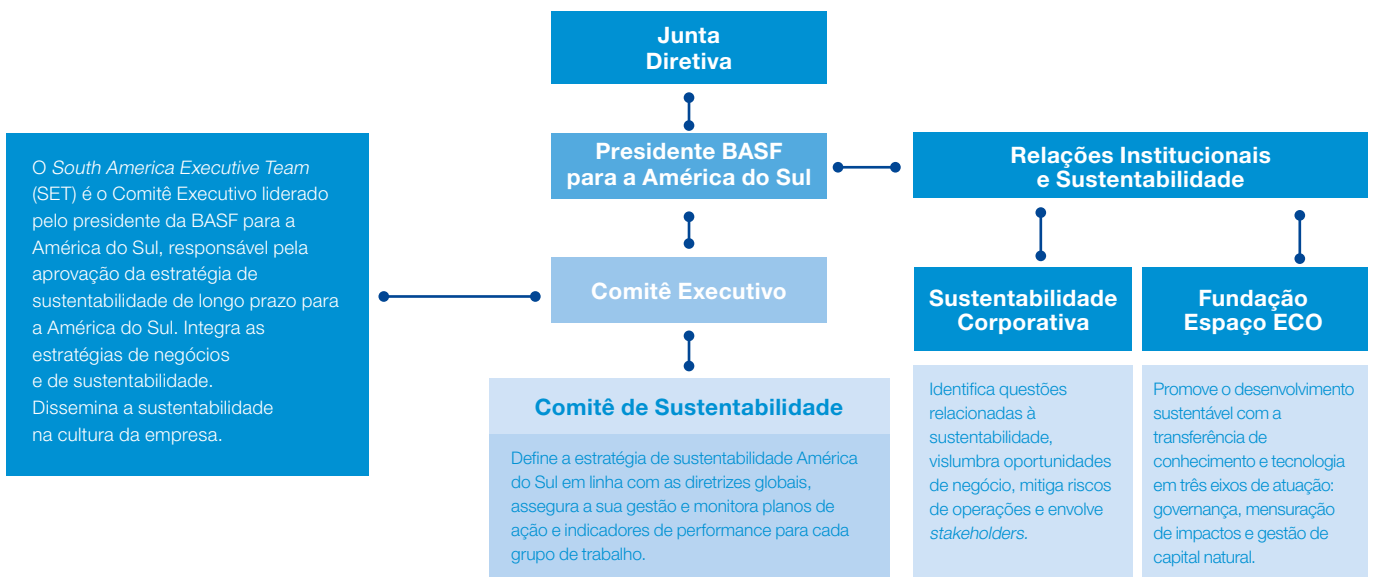 Junta
Diretiva
Presidente BASF
para a América do Sul
Relações Institucionais
e Sustentabilidade
O South America Executive Team
(SET) é o Comitê Executivo liderado
pelo presidente da BASF para a
América do Sul, responsável pela
aprovação da estratégia de
sustentabilidade de longo prazo para
a América do Sul. Integra as
estratégias de negócios
e de sustentabilidade.
Dissemina a sustentabilidade
na cultura da empresa.
Comitê Executivo
Sustentabilidade
Corporativa
Fundação
Espaço ECO
Comitê de Sustentabilidade
Define a estratégia de sustentabilidade América
do Sul em linha com as diretrizes globais,
assegura a sua gestão e monitora planos de
ação e indicadores de performance para cada
grupo de trabalho.
Identifica questões
relacionadas à
sustentabilidade,
vislumbra oportunidades
de negócio, mitiga riscos
de operações e envolve
stakeholders.
Promove o desenvolvimento
sustentável com a
transferência de
conhecimento e tecnologia
em três eixos de atuação:
governança, mensuração
de impactos e gestão de
capital natural.